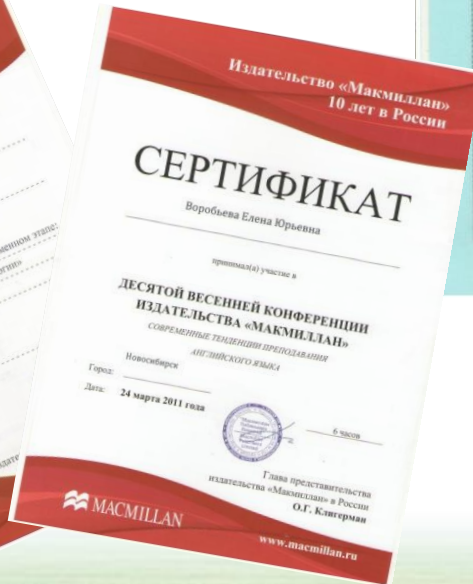 Издательство «Макмиллан»
10 лет в России
СЕРТИФИКАТ
Воробьева Елена Юрьевна
принимал(а) участие в
ДЕСЯТОЙ ВЕСЕННЕЙ КОНФЕРЕНЦИИ
ИЗДАТЕЛЬСТВА «МАКМИЛЛАН»
СОВРЕМЕННЫЕ ТЕНДЕНЦИИ ПРЕПОДАВАНИЯ
АНГЛИЙСКОГО ЯЗЫКА
Город: Новосибирск
Дата: 24 марта 2011 года
6 часов
Глава представительства
издательства «Макмиллан» в России
О.Г. Клигерман
MACMILLAN
www.macmillan.ru